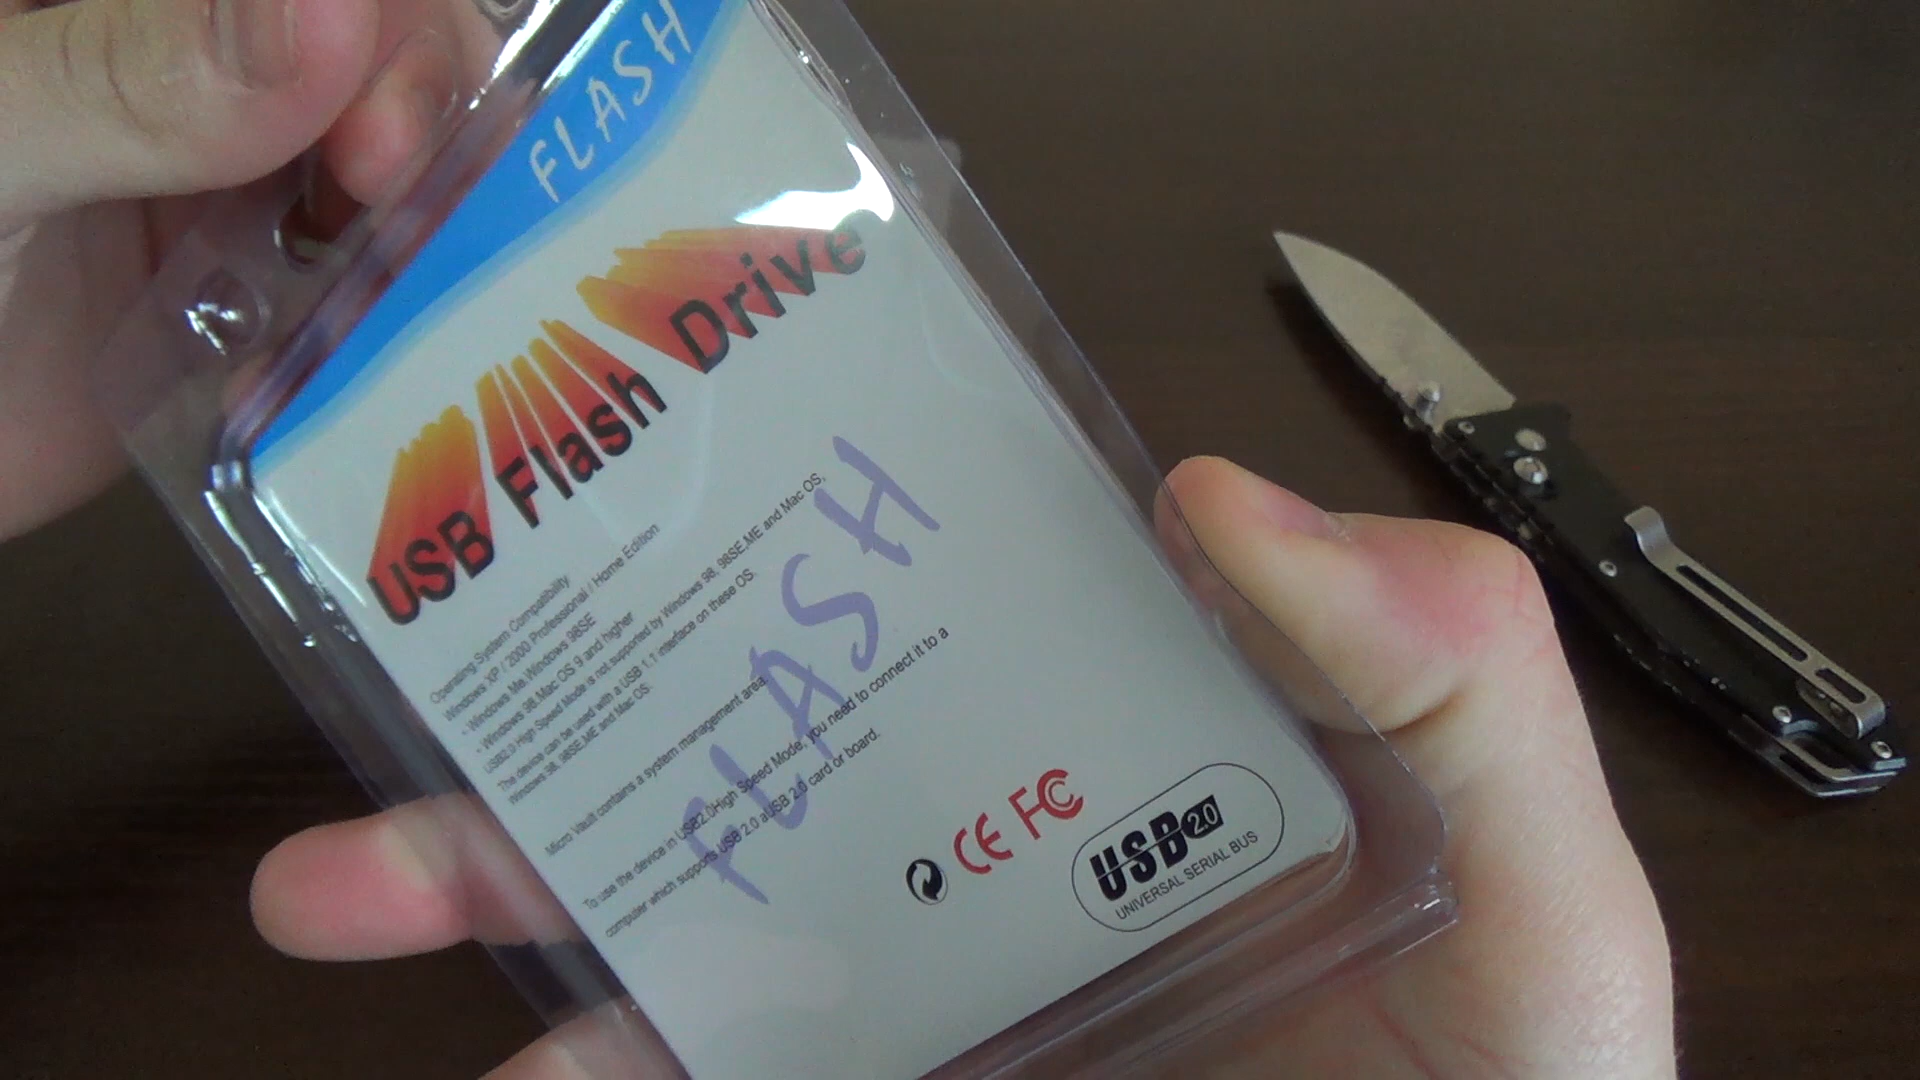 FLASH
USB Flash Drive
Operating System Compatibility
Windows XP / 2000 Professional / Home Edition
- Windows Me.Windows 98SE
- Windows 98.Mac OS 9 and higher
USB2.0 High Speed Mode is not supported by Windows 98, 98SE,ME and Mac OS.
The device can be used with a USB 1.1 interface on these OS.
Windows 98, 98SE,ME and Mac OS.
Micro Vault contains a system management area.
To use the device in USB2.0High Speed Mode, you need to connect it to a
computer which supports USB 2.0 aUSB 2.0 card or board.
FLASH
CE FC
USB 2.0
UNIVERSAL SERIAL BUS